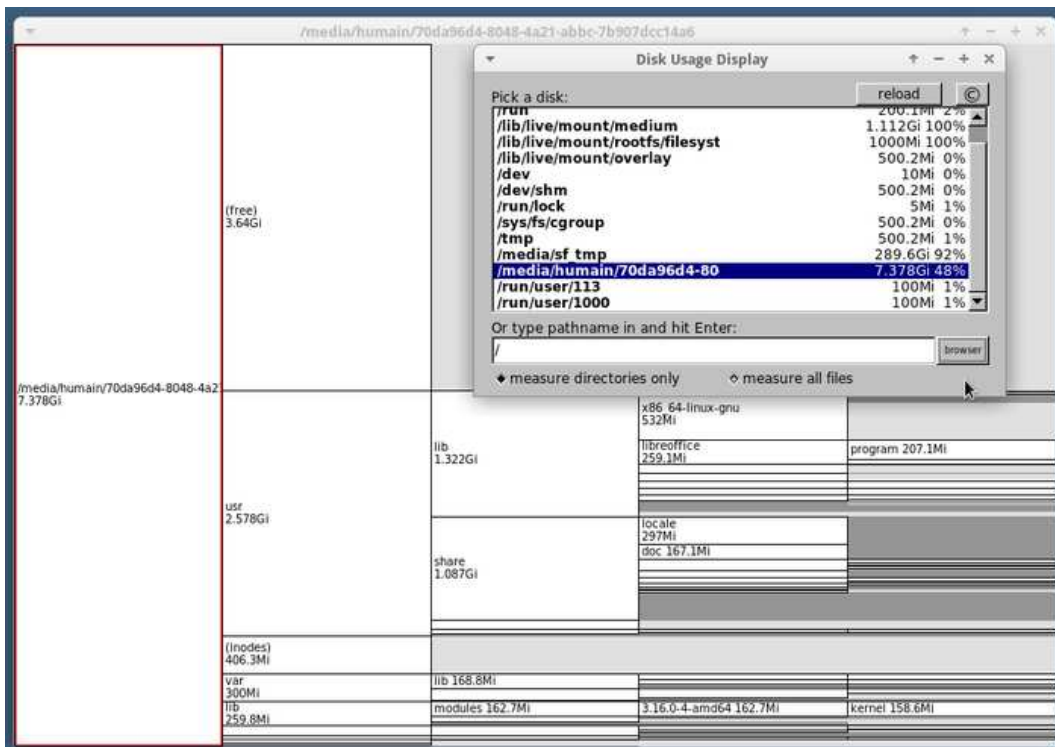 /media/humain/70da96d4-8048-4a21-abbc-7b907dcc14a6
Disk Usage Display
Pick a disk:
reload ©
/run 200.1Mi 2%
/lib/live/mount/medium 1.112Gi 100%
/lib/live/mount/rootfs/filesyst 1000Mi 100%
/lib/live/mount/overlay 500.2Mi 0%
/dev 10Mi 0%
/dev/shm 500.2Mi 0%
/run/lock 5Mi 1%
/sys/fs/cgroup 500.2Mi 0%
/tmp 500.2Mi 1%
/media/sf_tmp 289.6Gi 92%
/media/humain/70da96d4-80 7.378Gi 48%
/run/user/113 100Mi 1%
/run/user/1000 100Mi 1%
Or type pathname in and hit Enter:
/
browser
measure directories only measure all files
/media/humain/70da96d4-8048-4a2
7.378Gi
(free)
3.64Gi
usr
2.578Gi
(Inodes)
406.3Mi
var
300Mi
lib
259.8Mi
lib
1.322Gi
share
1.087Gi
lib 168.8Mi
modules 162.7Mi
x86_64-linux-gnu
532Mi
libreoffice
259.1Mi
locale
297Mi
doc 167.1Mi
3.16.0-4-amd64 162.7Mi
program 207.1Mi
kernel 158.6Mi